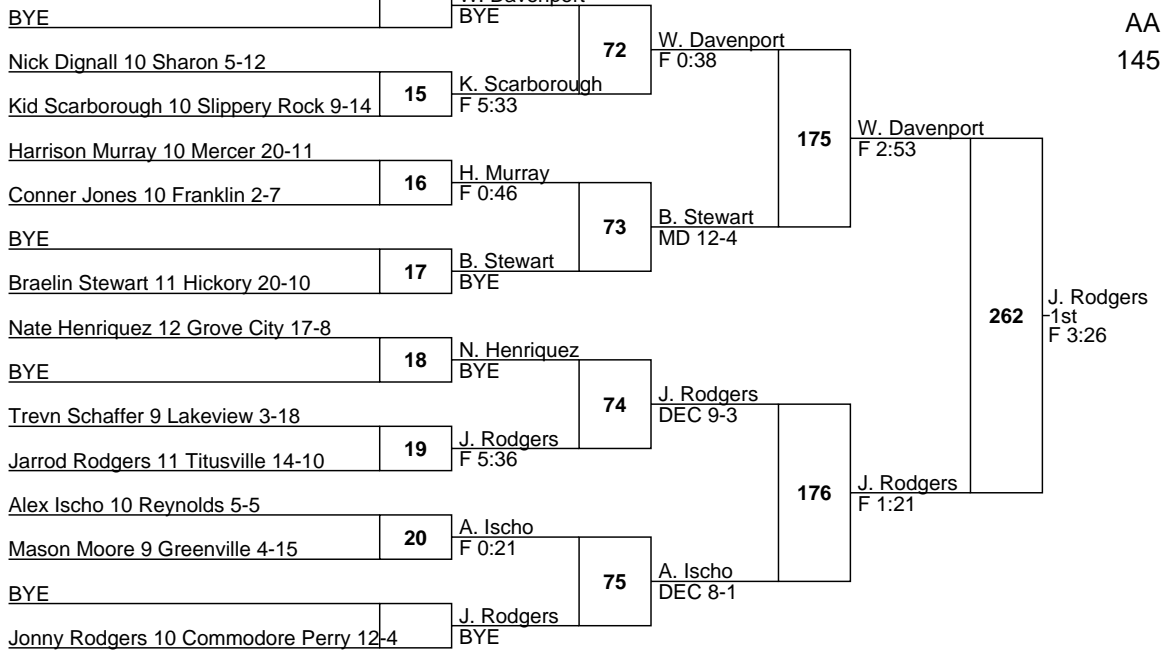 W. Davenport
BYE
BYE
AA
145
72
W. Davenport
F 0:38
Nick Dignall 10 Sharon 5-12
15
K. Scarborough
F 5:33
Kid Scarborough 10 Slippery Rock 9-14
175
W. Davenport
F 2:53
Harrison Murray 10 Mercer 20-11
16
H. Murray
F 0:46
Conner Jones 10 Franklin 2-7
73
B. Stewart
MD 12-4
BYE
17
B. Stewart
BYE
Braelin Stewart 11 Hickory 20-10
262
J. Rodgers
1st
F 3:26
Nate Henriquez 12 Grove City 17-8
18
N. Henriquez
BYE
BYE
74
J. Rodgers
DEC 9-3
Trevn Schaffer 9 Lakeview 3-18
19
J. Rodgers
F 5:36
Jarrod Rodgers 11 Titusville 14-10
176
J. Rodgers
F 1:21
Alex Ischo 10 Reynolds 5-5
20
A. Ischo
F 0:21
Mason Moore 9 Greenville 4-15
75
A. Ischo
DEC 8-1
BYE
J. Rodgers
BYE
Jonny Rodgers 10 Commodore Perry 12-4